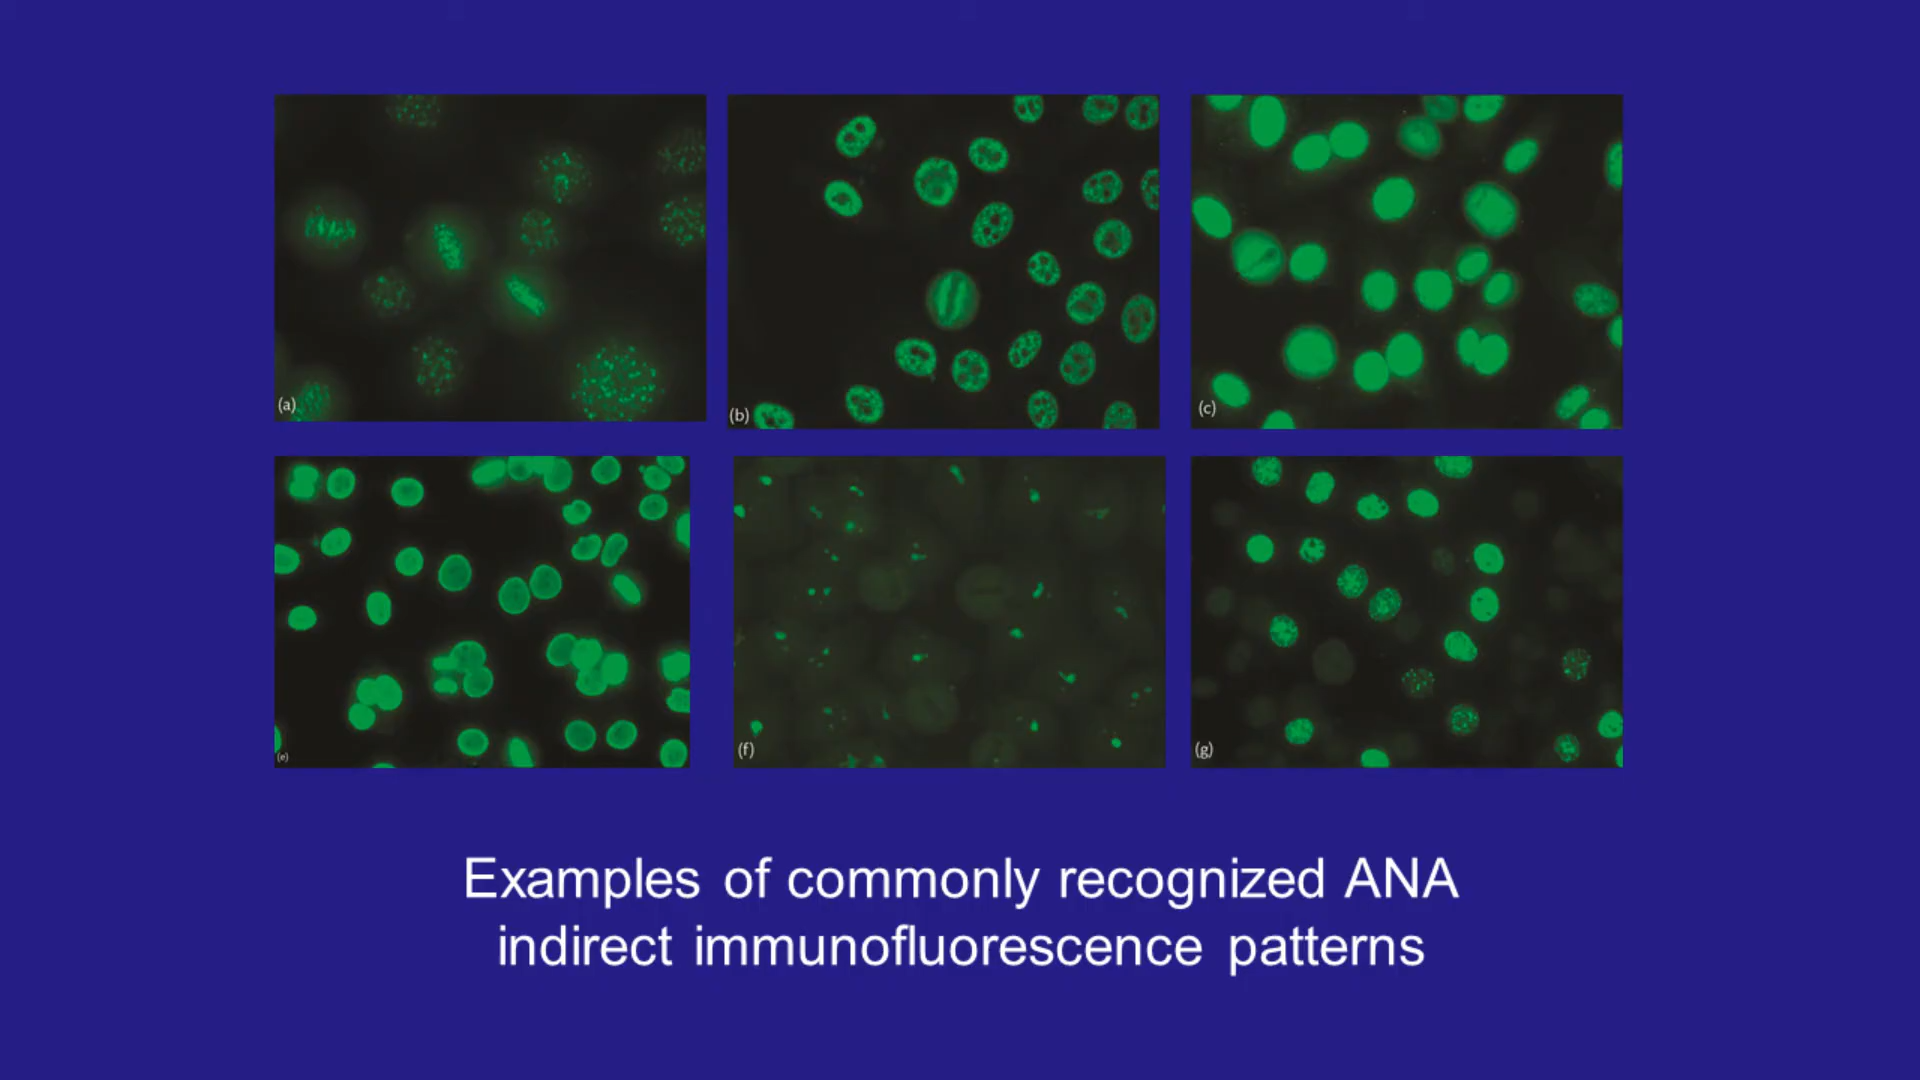 (a)
(b)
(c)
(e)
(f)
(g)
Examples of commonly recognized ANA
indirect immunofluorescence patterns